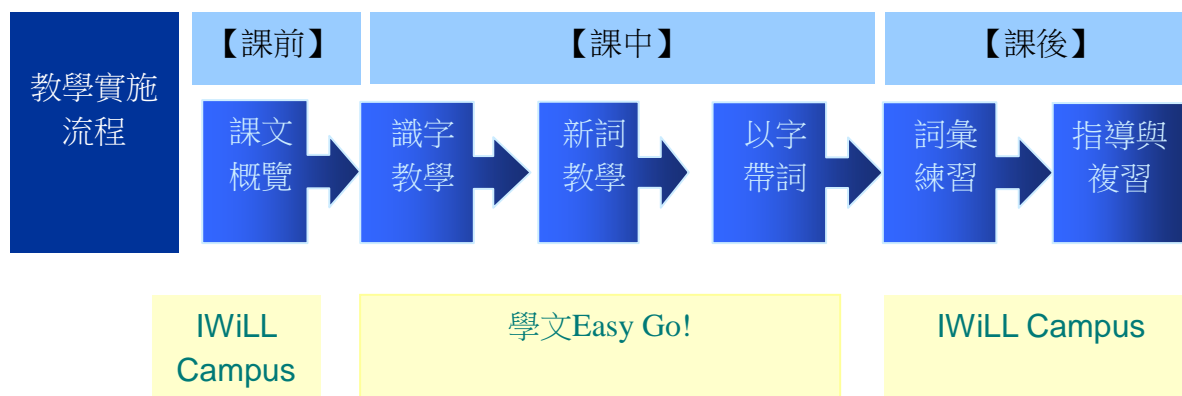 教學實施
流程
【課前】
【課中】
【課後】
課文
概覽
識字
教學
新詞
教學
以字
帶詞
詞彙
練習
指導與
複習
IWiLL
Campus
學文Easy Go!
IWiLL Campus